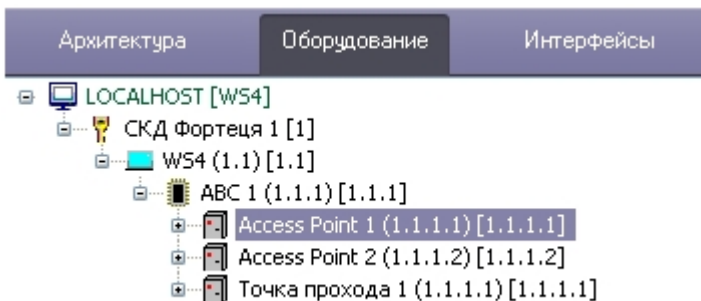 Архитектура Оборудование Интерфейсы
LOCALHOST [WS4]
СКД Фортеця 1 [1]
WS4 (1.1) [1.1]
ABC 1 (1.1.1) [1.1.1]
Access Point 1 (1.1.1.1) [1.1.1.1]
Access Point 2 (1.1.1.2) [1.1.1.2]
Точка прохода 1 (1.1.1.1) [1.1.1.1]